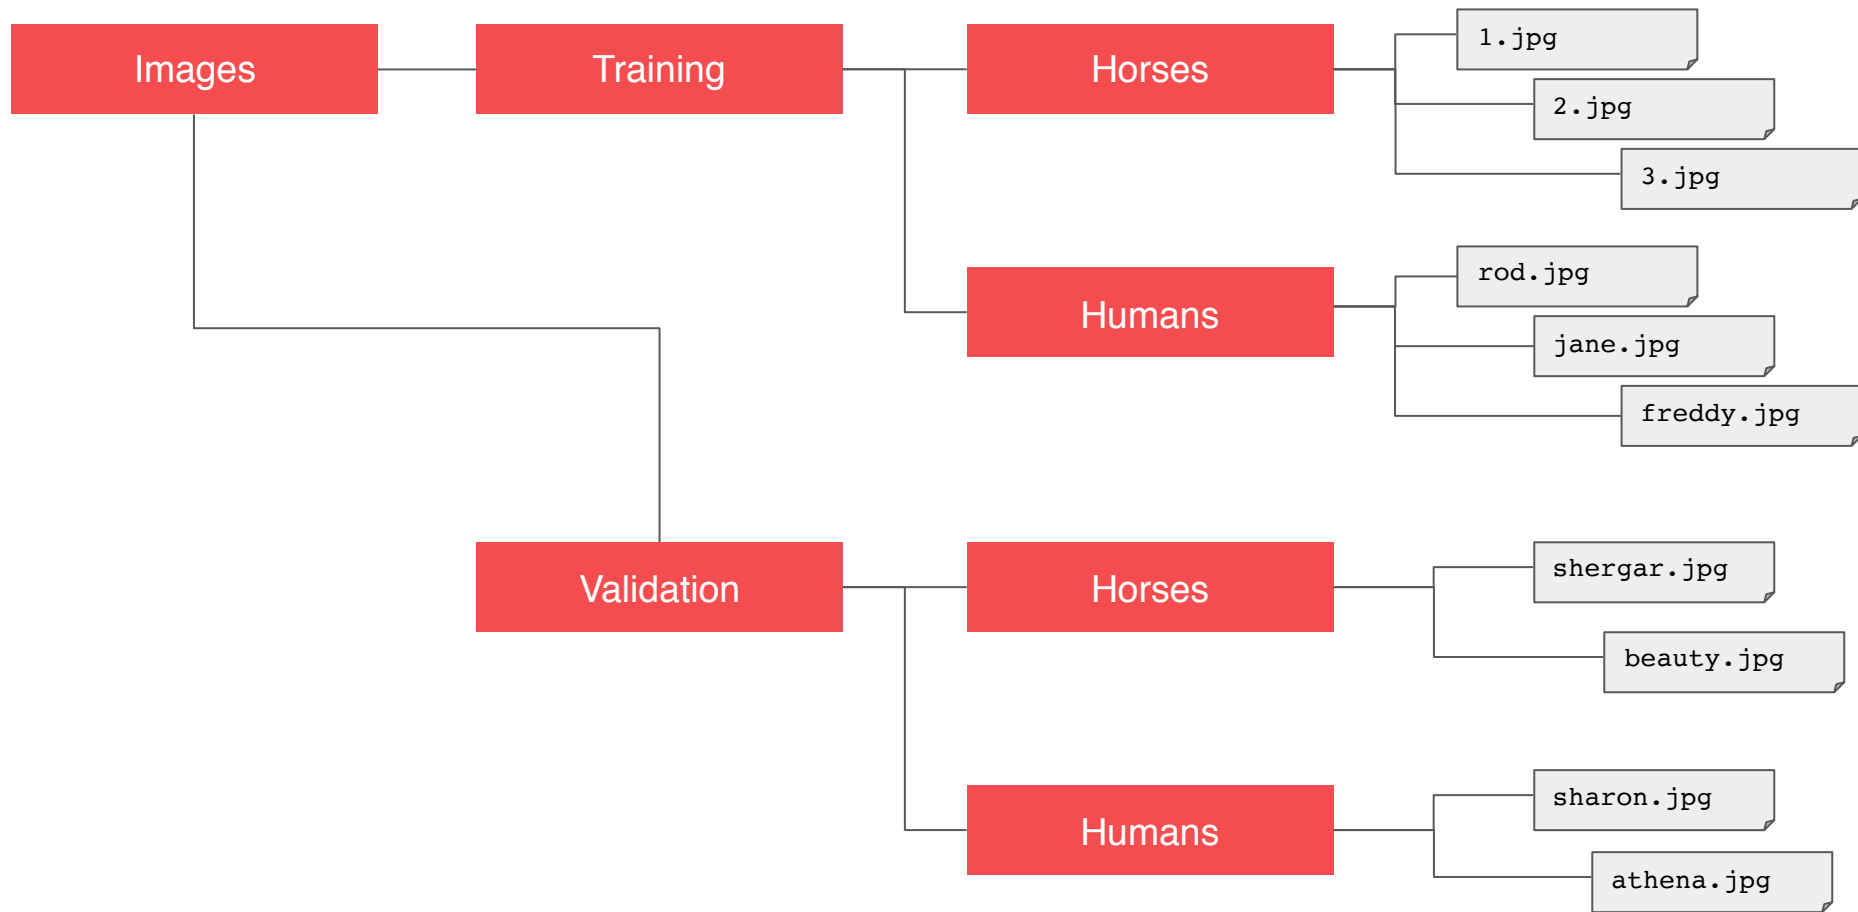 Images
Training
Horses
1.jpg
2.jpg
3.jpg
Humans
rod.jpg
jane.jpg
freddy.jpg
Validation
Horses
shergar.jpg
beauty.jpg
Humans
sharon.jpg
athena.jpg